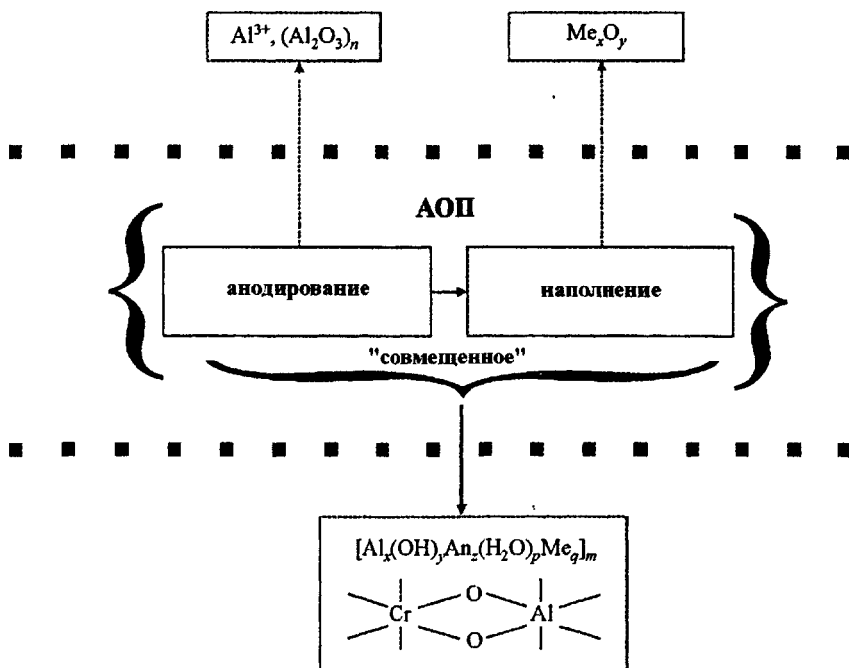 Al³⁺, (Al₂O₃)ₙ
MeₓOᵧ
АОП
анодирование
наполнение
"совмещенное"
[Alₓ(OH)ᵧAn_z(H₂O)ₚMe_q]ₘ
O
Cr
Al
O